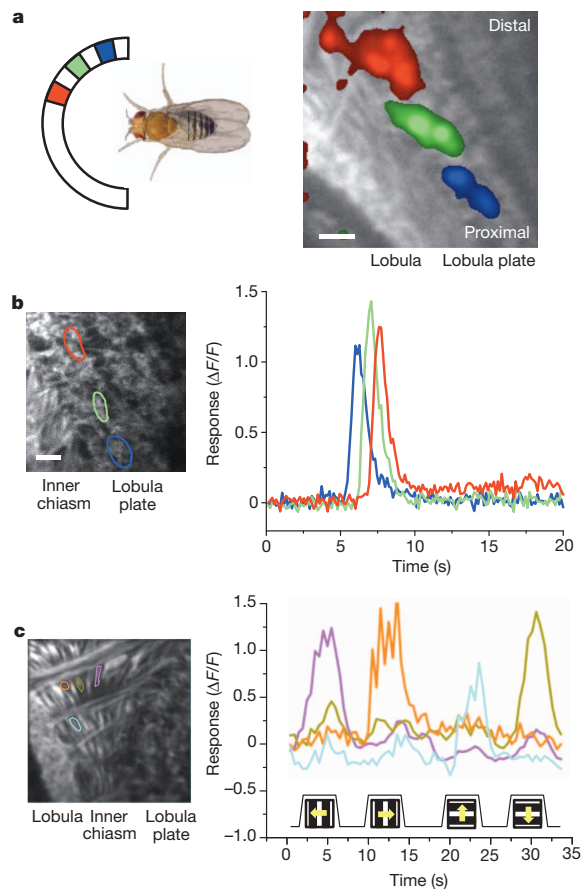 a
Distal
Proximal
Lobula Lobula plate
b
Inner chiasm
Lobula plate
Response (ΔF/F)
1.5
1.0
0.5
0
0 5 10 15 20
Time (s)
c
Lobula Inner chiasm Lobula plate
Response (ΔF/F)
1.5
1.0
0.5
0
−0.5
−1.0
0 5 10 15 20 25 30 35
Time (s)